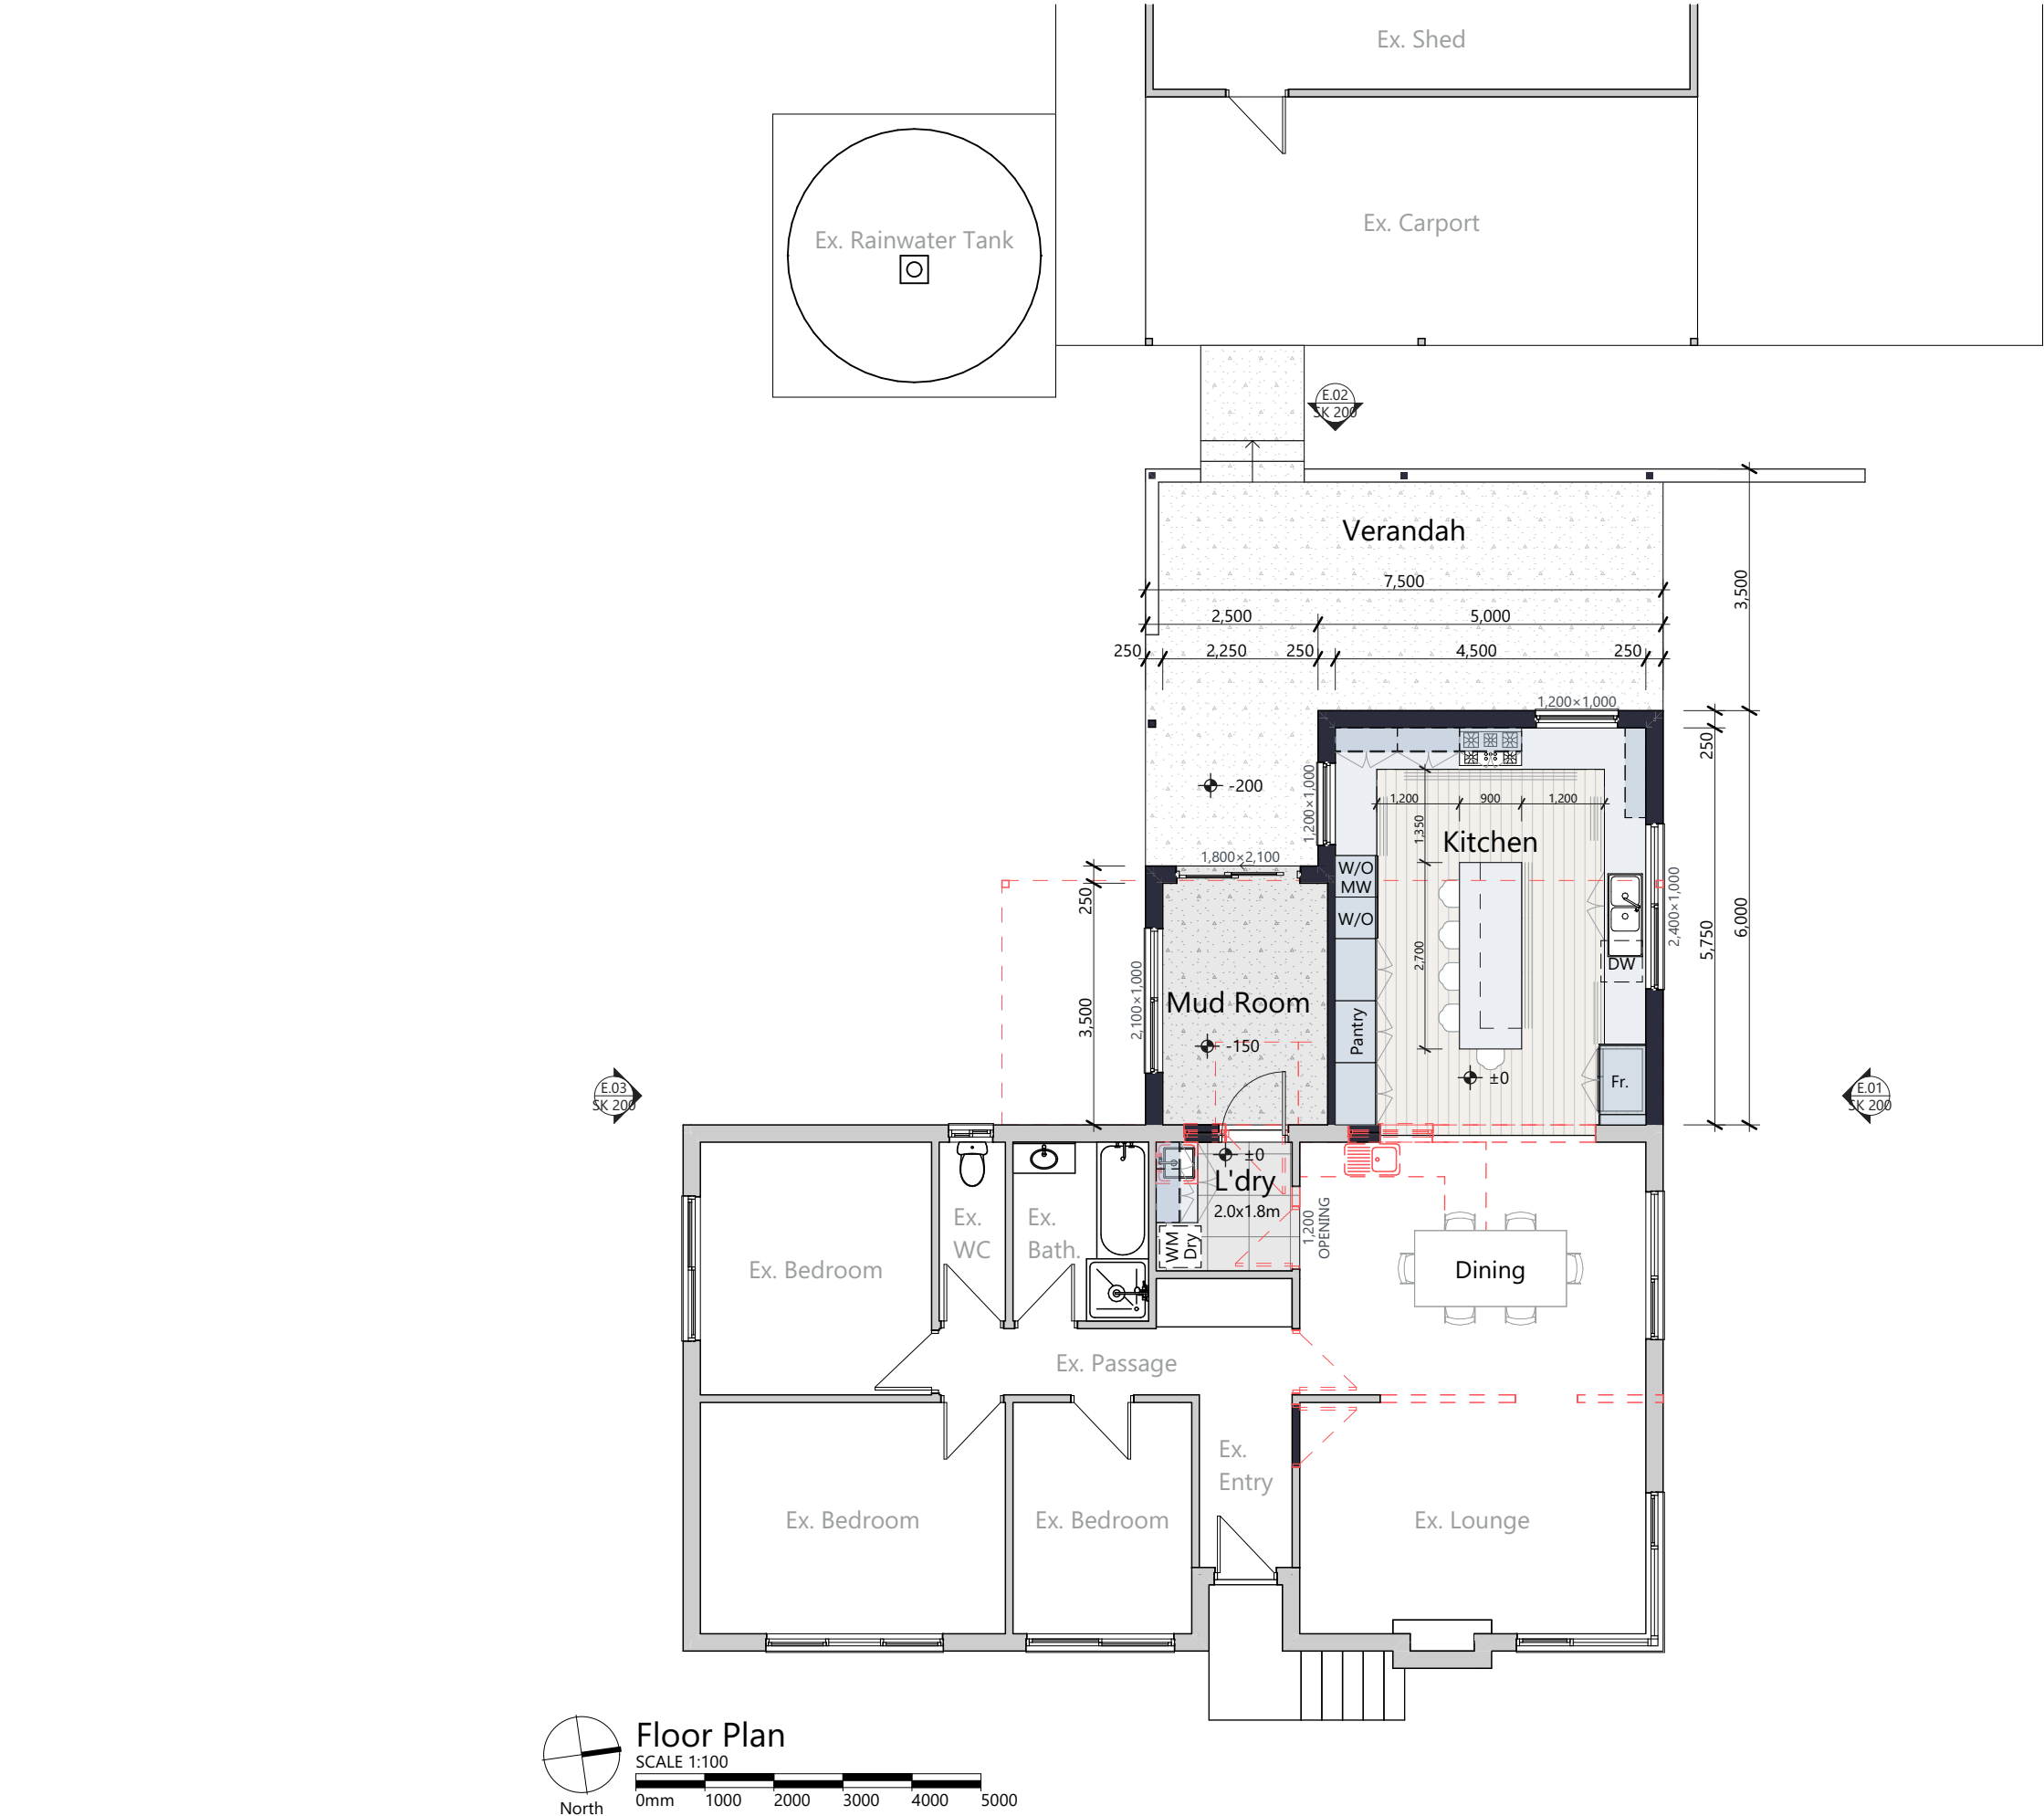 Ex. Shed
Ex. Carport
Ex. Rainwater Tank
E.02
SK 200
Verandah
7,500
3,500
2,500
5,000
250
2,250
250
4,500
250
1,200×1,000
250
-200
1,200×1,000
1,200
900
1,200
1,350
Kitchen
1,800×2,100
W/O
MW
W/O
250
2,400×1,000
5,750
6,000
2,700
DW
Mud Room
2,100×1,000
3,500
Pantry
-150
±0
Fr.
E.03
SK 200
E.01
SK 200
±0
L'dry
2.0x1.8m
1,200
OPENING
WM
Dry
Ex.
WC
Ex.
Bath.
Ex. Bedroom
Dining
Ex. Passage
Ex.
Entry
Ex. Bedroom
Ex. Bedroom
Ex. Lounge
Floor Plan
SCALE 1:100
0mm 1000 2000 3000 4000 5000
North